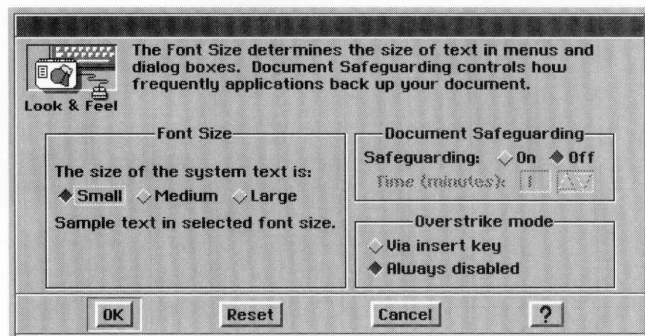 The Font Size determines the size of text in menus and
dialog boxes. Document Safeguarding controls how
frequently applications back up your document.
Look & Feel
Font Size
The size of the system text is:
Small Medium Large
Sample text in selected font size.
Document Safeguarding
Safeguarding: On Off
Time (minutes): 1
Overstrike mode
Via insert key
Always disabled
OK Reset Cancel ?